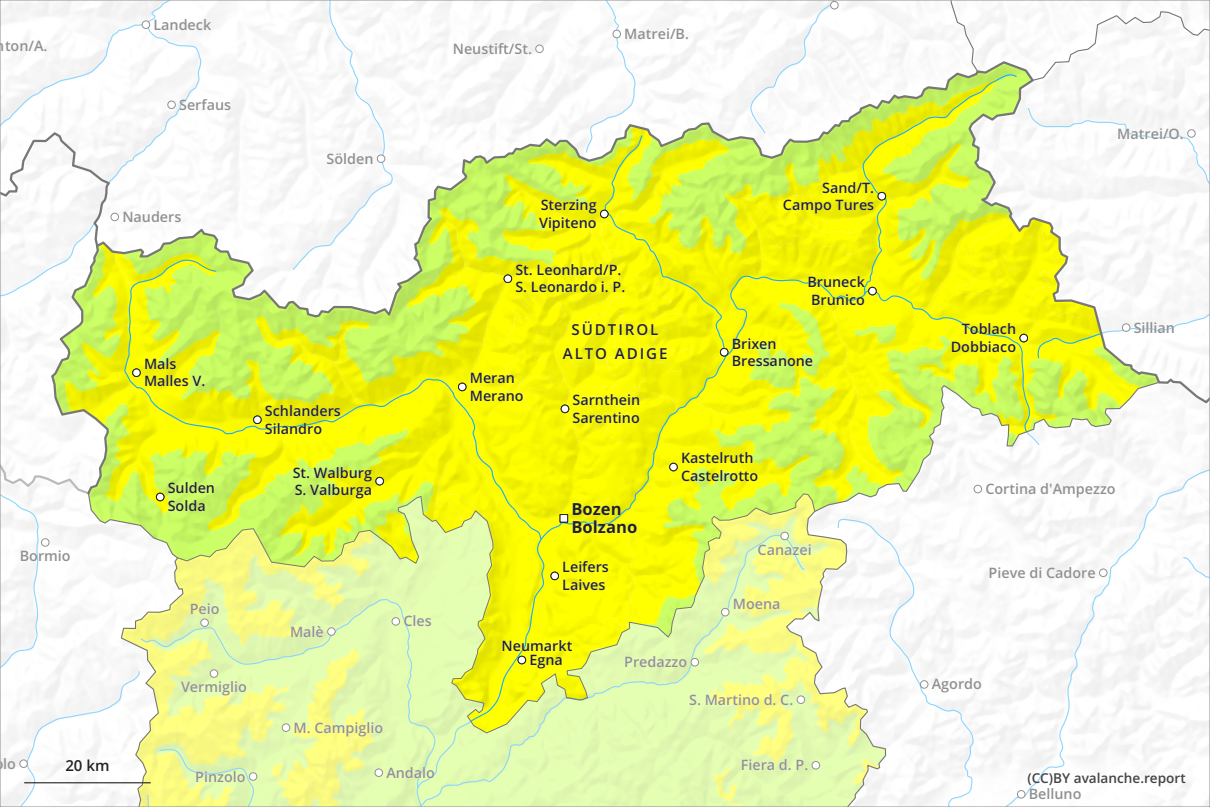 Landeck
nton/A.
Matrei/B.
Neustift/St.
Serfaus
Matrei/O.
Sölden
Sand/T.
Campo Tures
Sterzing
Vipiteno
Nauders
St. Leonhard/P.
S. Leonardo i. P.
Bruneck
Brunico
SÜDTIROL
ALTO ADIGE
Toblach
Dobbiaco
Sillian
Brixen
Bressanone
Mals
Malles V.
Meran
Merano
Sarnthein
Sarentino
Schlanders
Silandro
Kastelruth
Castelrotto
St. Walburg
S. Valburga
Sulden
Solda
Cortina d'Ampezzo
Bozen
Bolzano
Bormio
Canazei
Leifers
Laives
Pieve di Cadore
Peio
Moena
Cles
Malè
Neumarkt
Egna
Predazzo
Vermiglio
Agordo
S. Martino d. C.
M. Campiglio
olo
20 km
Pinzolo
Andalo
Fiera d. P.
(CC)BY avalanche.report
Belluno